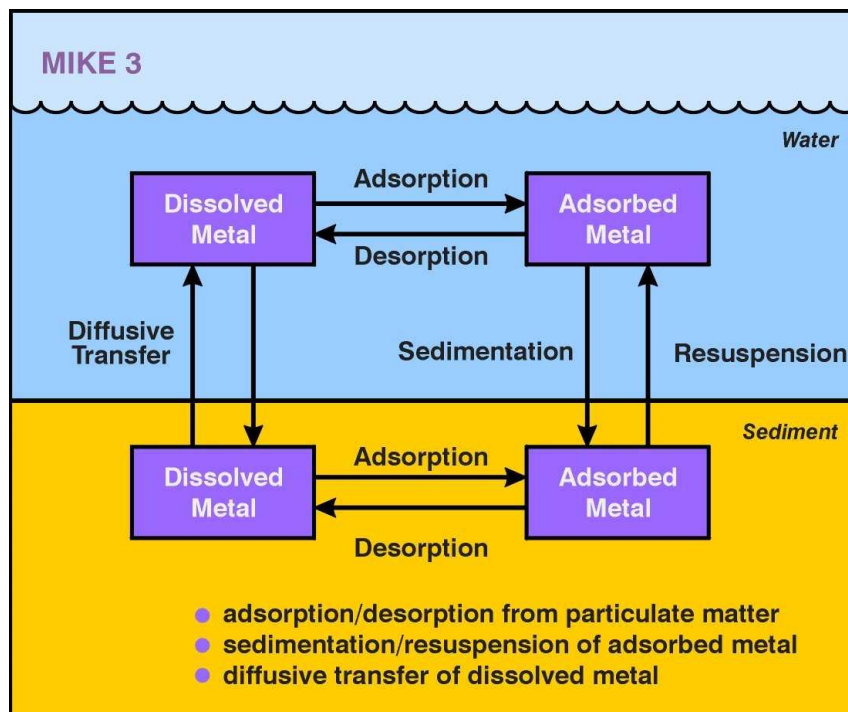 MIKE 3
Water
Adsorption
Dissolved
Metal
Adsorbed
Metal
Desorption
Diffusive
Transfer
Sedimentation
Resuspension
Sediment
Adsorption
Dissolved
Metal
Adsorbed
Metal
Desorption
adsorption/desorption from particulate matter
sedimentation/resuspension of adsorbed metal
diffusive transfer of dissolved metal